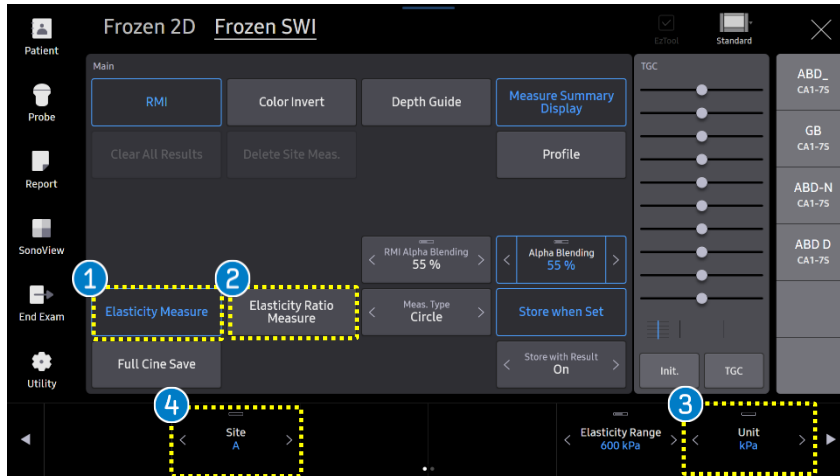 Frozen 2D
Frozen SWI
EzTool
Standard
Patient
Probe
Report
SonoView
End Exam
Utility
Main
RMI
Color Invert
Depth Guide
Measure Summary
Display
Clear All Results
Delete Site Meas.
Profile
RMI Alpha Blending
55 %
Alpha Blending
55 %
1
2
Elasticity Measure
Elasticity Ratio
Measure
Meas. Type
Circle
Store when Set
Full Cine Save
Store with Result
On
TGC
Init.
TGC
ABD_
CA1-7S
GB
CA1-7S
ABD-N
CA1-7S
ABD D
CA1-7S
4
Site
A
Elasticity Range
600 kPa
3
Unit
kPa